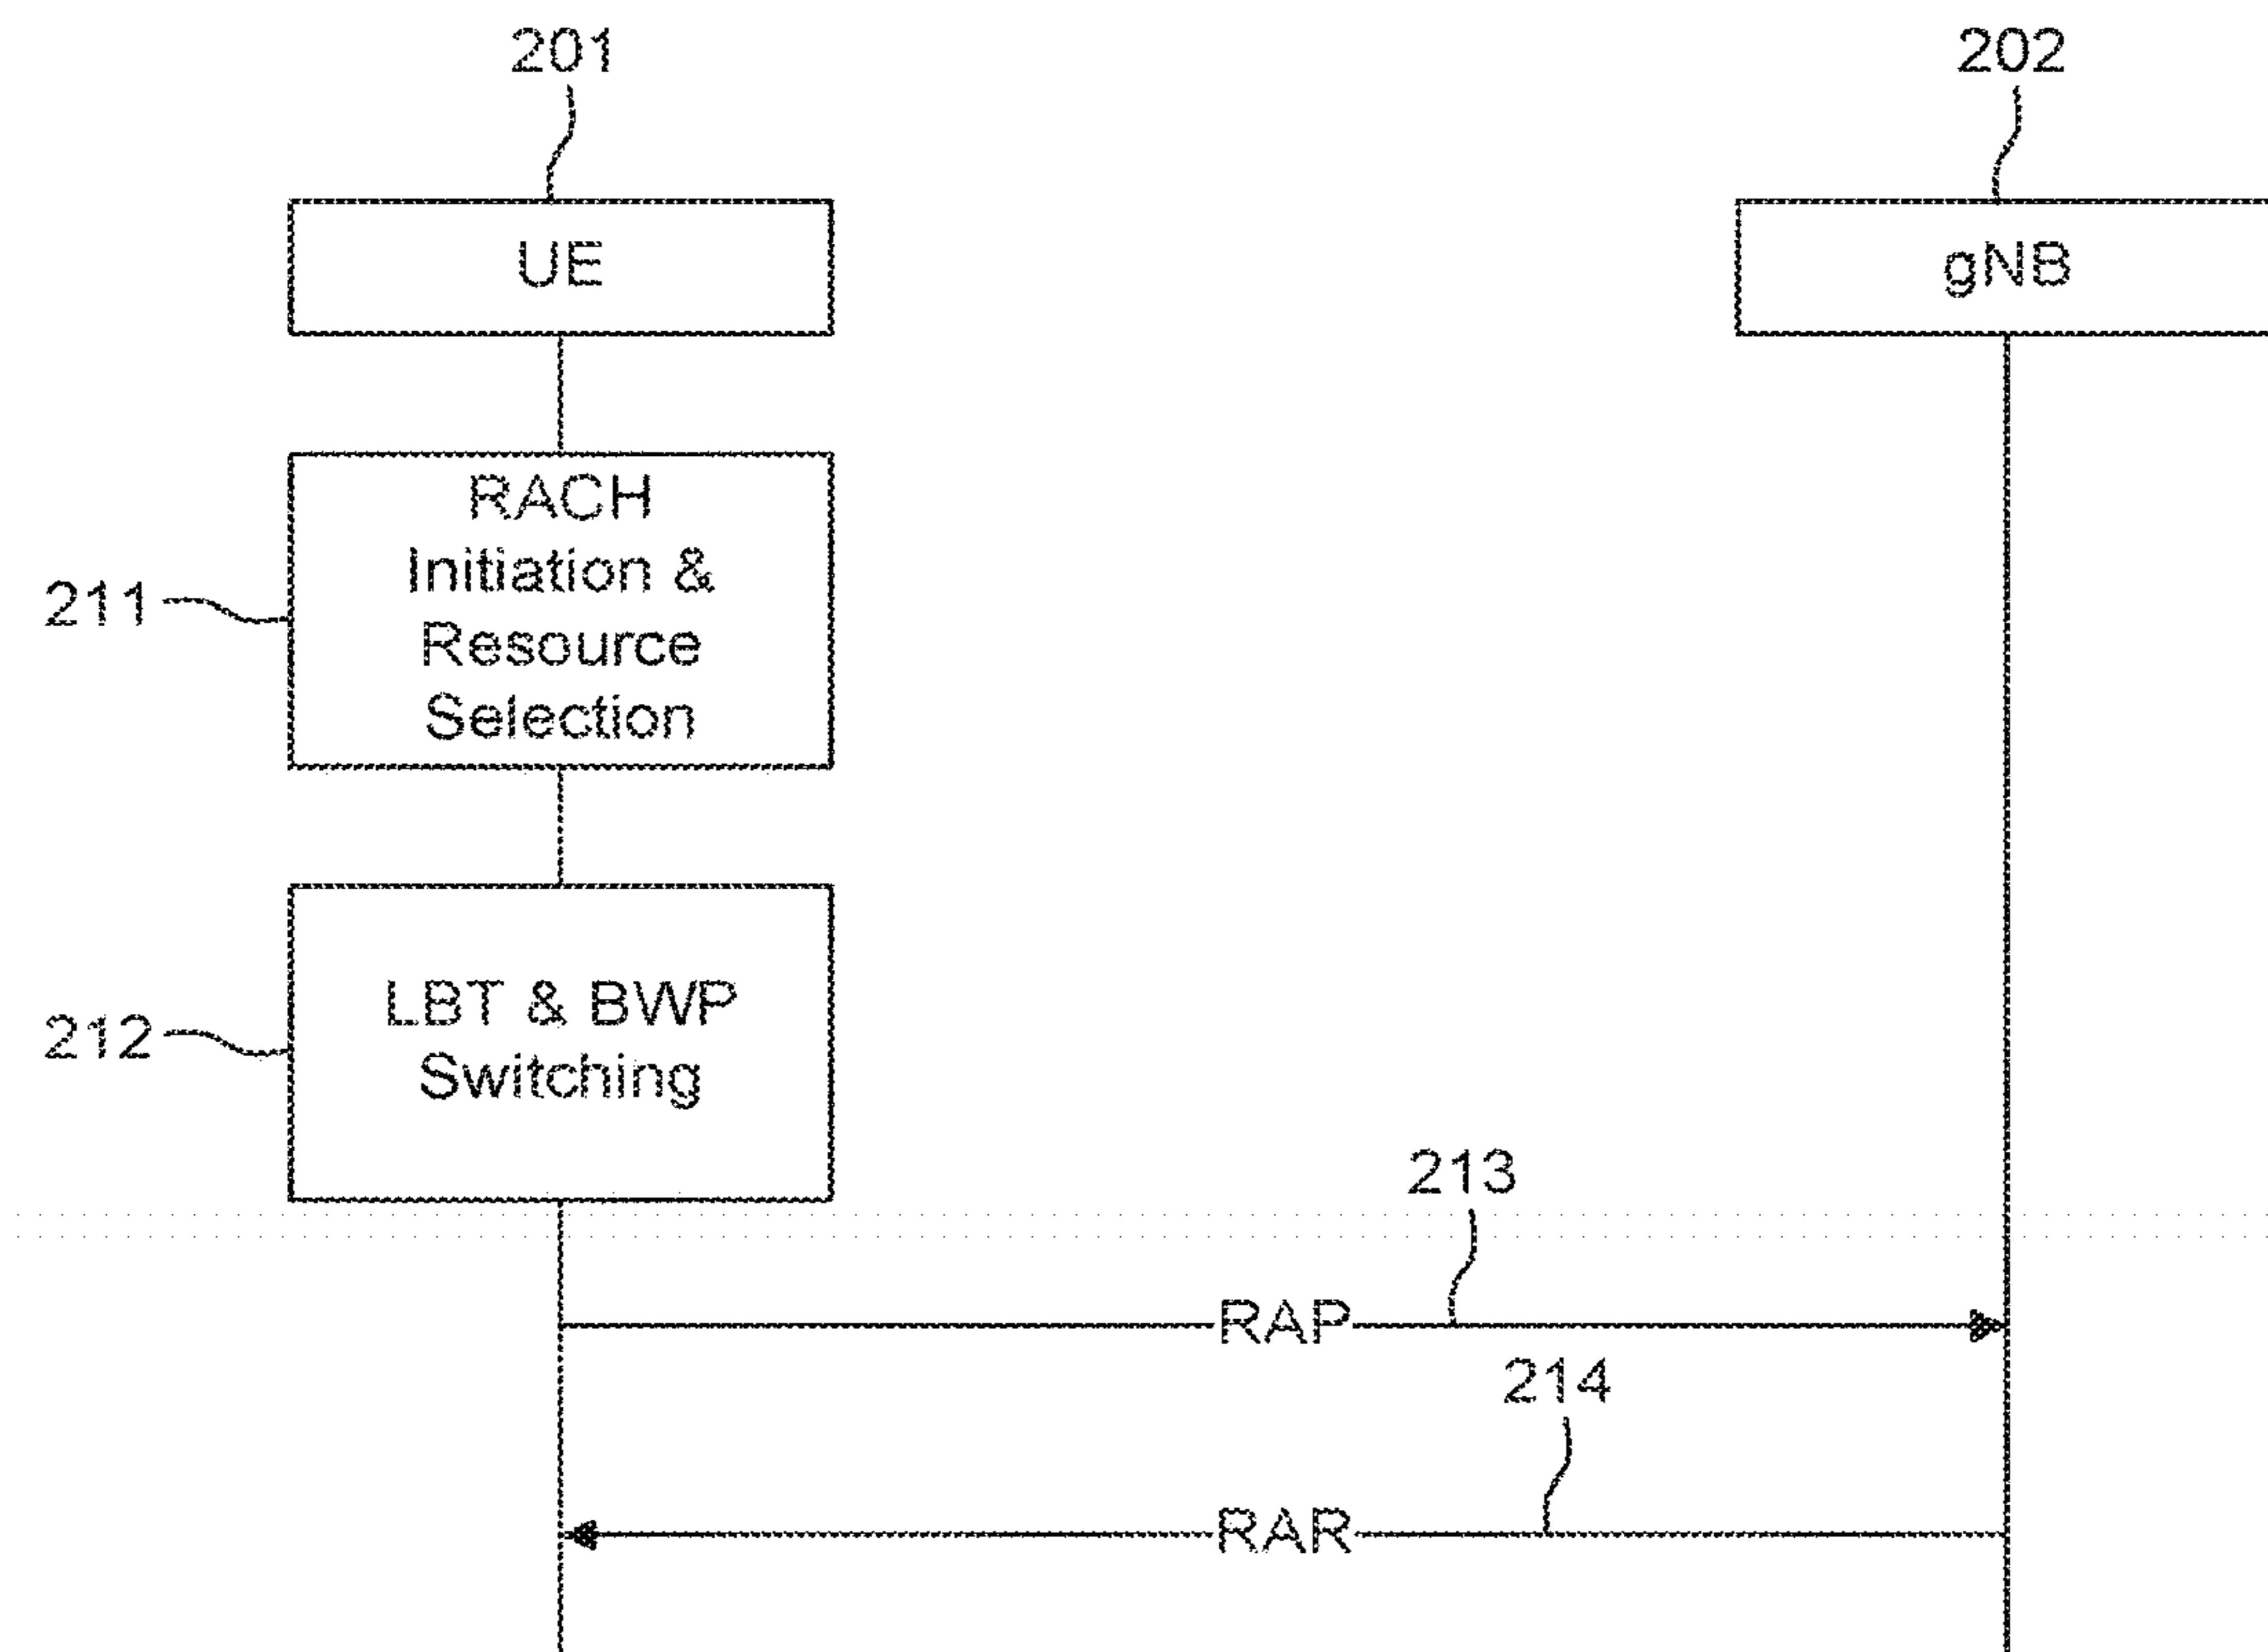 201
202
UE
gNB
RACH
Initiation &
Resource
Selection
211
LBT & BWP
Switching
212
213
RAP
214
RAR